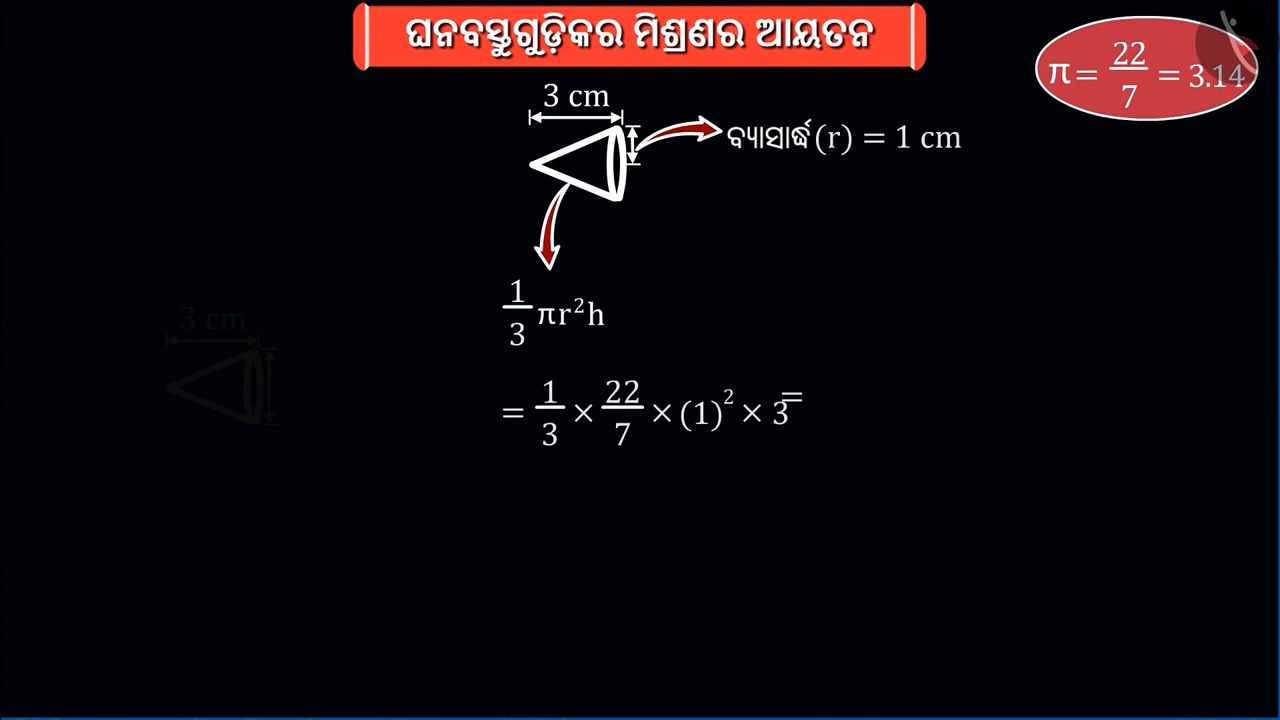 ଘନବସ୍ତୁଗୁଡ଼ିକର ମିଶ୍ରଣର ଆୟତନ
π = 22/7 = 3.14
3 cm
ବ୍ୟାସାର୍ଦ୍ଧ (r) = 1 cm
1/3 πr²h
3 cm
= 1/3 × 22/7 × (1)² × 3 =